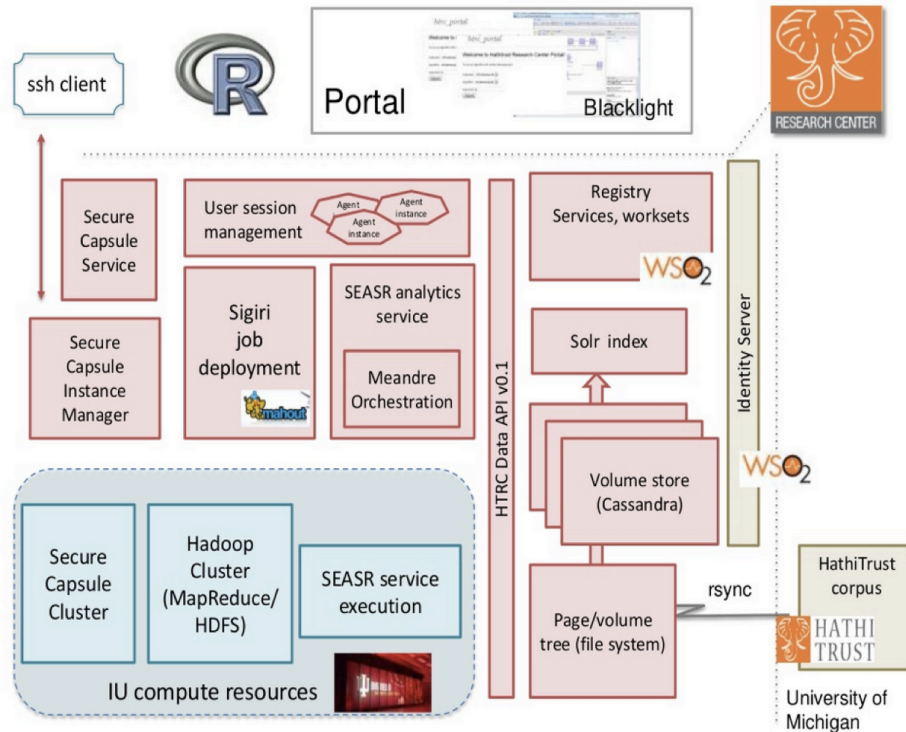 ssh client
R
Portal
htrc_portal
htrc_portal
Welcome to Hathitrust Research Center Portal
Blacklight
RESEARCH CENTER
Secure
Capsule
Service
User session
management
Agent
Agent
instance
Agent
instance
Registry
Services, worksets
WSO2
Secure
Capsule
Instance
Manager
Sigiri
job
deployment
mahout
SEASR analytics
service
Meandre
Orchestration
HTRC Data API v0.1
Solr index
Identity Server
WSO2
Volume store
(Cassandra)
Secure
Capsule
Cluster
Hadoop
Cluster
(MapReduce/
HDFS)
SEASR service
execution
IU compute resources
Page/volume
tree (file system)
rsync
HathiTrust
corpus
HATHI
TRUST
University of
Michigan